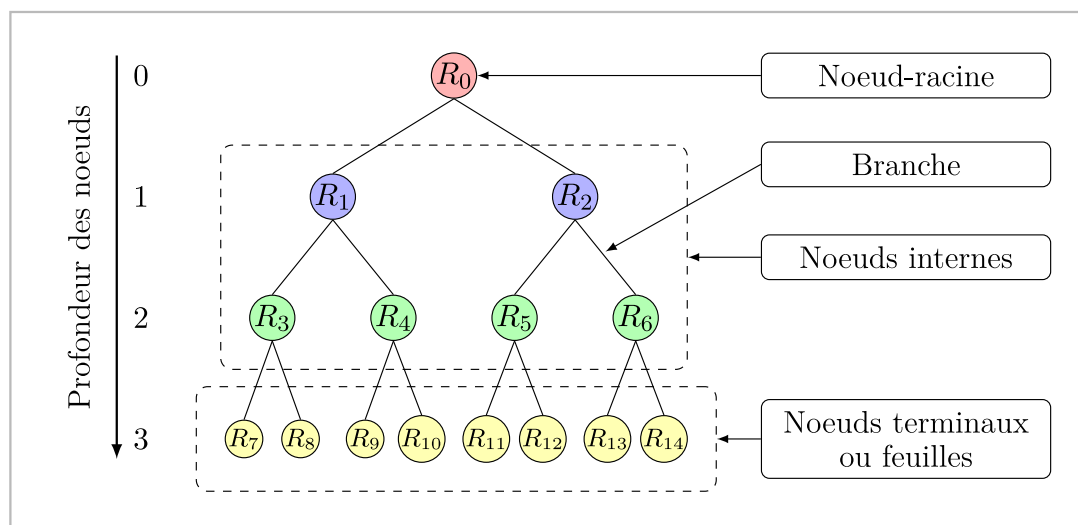 0
R0
Noeud-racine
Branche
Profondeur des noeuds
1
R1
R2
Noeuds internes
2
R3
R4
R5
R6
3
R7
R8
R9
R10
R11
R12
R13
R14
Noeuds terminaux
ou feuilles